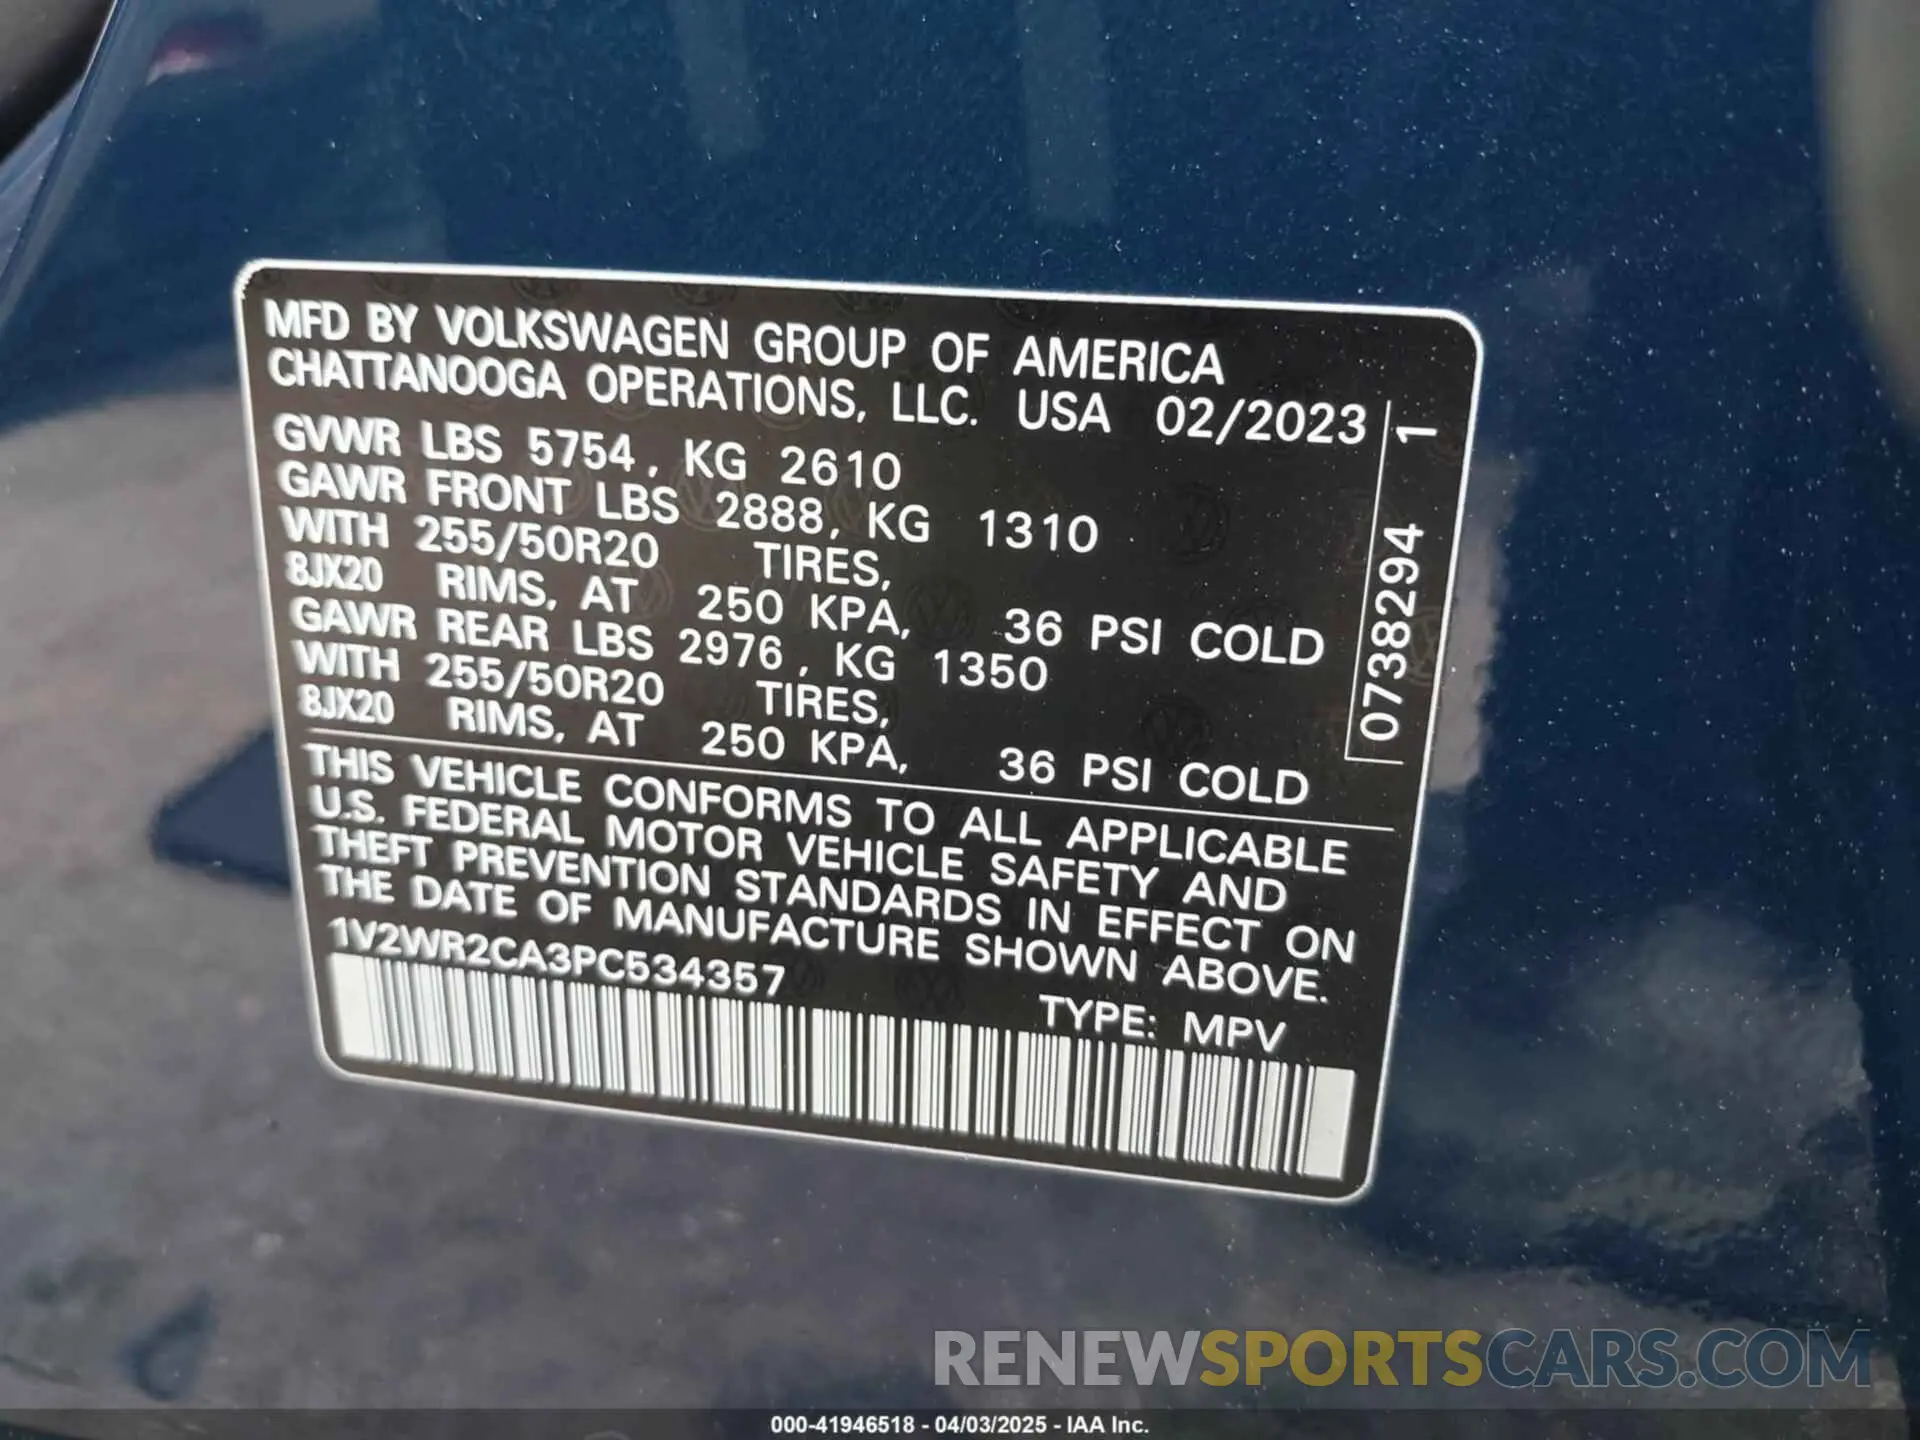 MFD BY VOLKSWAGEN GROUP OF AMERICA
CHATTANOOGA OPERATIONS, LLC. USA 02/2023
GVWR LBS 5754, KG 2610
GAWR FRONT LBS 2888, KG 1310
WITH 255/50R20 TIRES,
8JX20 RIMS, AT 250 KPA, 36 PSI COLD
GAWR REAR LBS 2976, KG 1350
WITH 255/50R20 TIRES,
8JX20 RIMS, AT 250 KPA, 36 PSI COLD
THIS VEHICLE CONFORMS TO ALL APPLICABLE
U.S. FEDERAL MOTOR VEHICLE SAFETY AND
THEFT PREVENTION STANDARDS IN EFFECT ON
THE DATE OF MANUFACTURE SHOWN ABOVE.
1V2WR2CA3PC534357
TYPE: MPV
07382294 1
RENEWSPORTSCARS.COM
000-41946518 - 04/03/2025 - IAA Inc.